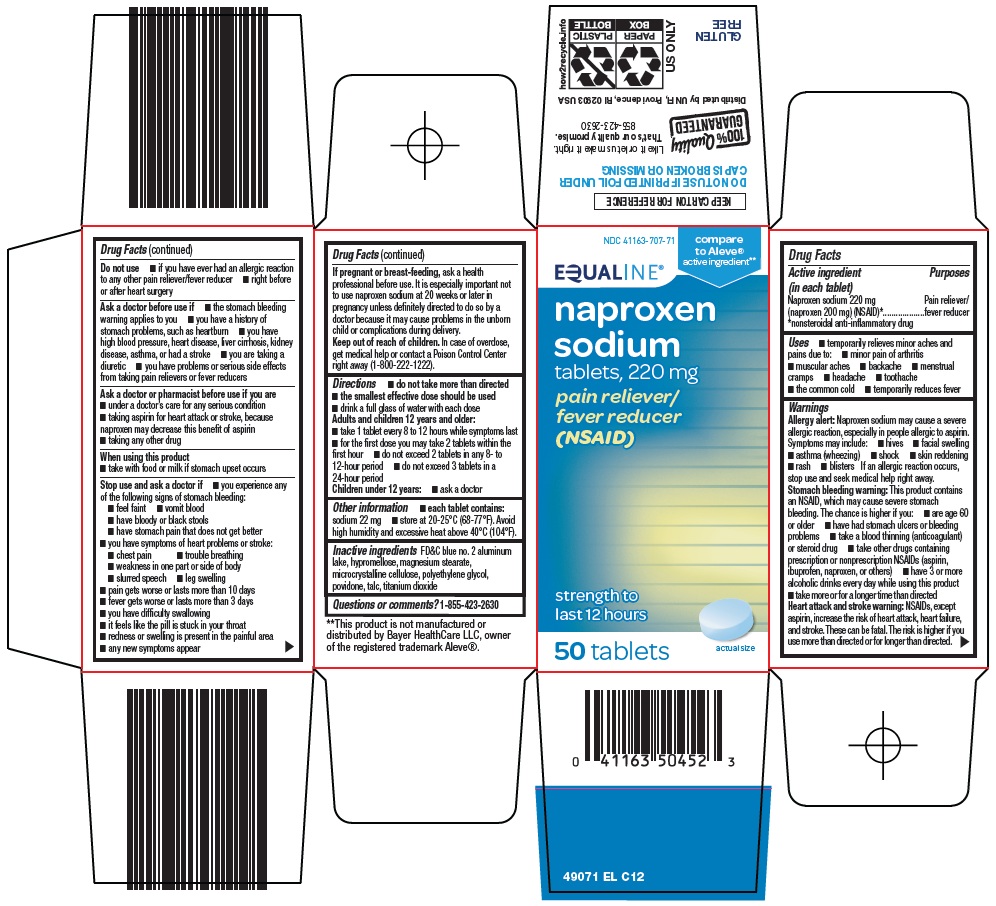 Drug Facts (continued)
Do not use ■ if you have ever had an allergic reaction
to any other pain reliever/fever reducer ■ right before
or after heart surgery
Ask a doctor before use if ■ the stomach bleeding
warning applies to you ■ you have a history of
stomach problems, such as heartburn ■ you have
high blood pressure, heart disease, liver cirrhosis, kidney
disease, asthma, or had a stroke ■ you are taking a
diuretic ■ you have problems or serious side effects
from taking pain relievers or fever reducers
Ask a doctor or pharmacist before use if you are
■ under a doctor's care for any serious condition
■ taking aspirin for heart attack or stroke, because
naproxen may decrease this benefit of aspirin
■ taking any other drug
When using this product
■ take with food or milk if stomach upset occurs
Stop use and ask a doctor if ■ you experience any
of the following signs of stomach bleeding:
■ feel faint ■ vomit blood
■ have bloody or black stools
■ have stomach pain that does not get better
■ you have symptoms of heart problems or stroke:
■ chest pain ■ trouble breathing
■ weakness in one part or side of body
■ slurred speech ■ leg swelling
■ pain gets worse or lasts more than 10 days
■ fever gets worse or lasts more than 3 days
■ you have difficulty swallowing
■ it feels like the pill is stuck in your throat
■ redness or swelling is present in the painful area
■ any new symptoms appear
Drug Facts (continued)
If pregnant or breast-feeding, ask a health
professional before use. It is especially important not
to use naproxen sodium at 20 weeks or later in
pregnancy unless definitely directed to do so by a
doctor because it may cause problems in the unborn
child or complications during delivery.
Keep out of reach of children. In case of overdose,
get medical help or contact a Poison Control Center
right away (1-800-222-1222).
Directions ■ do not take more than directed
■ the smallest effective dose should be used
■ drink a full glass of water with each dose
Adults and children 12 years and older:
■ take 1 tablet every 8 to 12 hours while symptoms last
■ for the first dose you may take 2 tablets within the
first hour ■ do not exceed 2 tablets in any 8- to
12-hour period ■ do not exceed 3 tablets in a
24-hour period
Children under 12 years: ■ ask a doctor
Other information ■ each tablet contains:
sodium 22 mg ■ store at 20-25°C (68-77°F). Avoid
high humidity and excessive heat above 40°C (104°F).
Inactive ingredients FD&C blue no. 2 aluminum
lake, hypromellose, magnesium stearate,
microcrystalline cellulose, polyethylene glycol,
povidone, talc, titanium dioxide
Questions or comments? 1-855-423-2630
**This product is not manufactured or
distributed by Bayer HealthCare LLC, owner
of the registered trademark Aleve®.
KEEP CARTON FOR REFERENCE
DO NOT USE IF PRINTED FOIL UNDER
CAP IS BROKEN OR MISSING
100% Quality
GUARANTEED
Like it or let us make it right.
That's our quality promise.
855-423-2630
Distributed by UNFI, Providence, RI 02903 USA
GLUTEN
FREE
US ONLY
PAPER
BOX
PLASTIC
BOTTLE
how2recycle.info
NDC 41163-707-71
compare
to Aleve®
active ingredient**
EQUALINE®
naproxen
sodium
tablets, 220 mg
pain reliever/
fever reducer
(NSAID)
strength to
last 12 hours
50 tablets
actual size
0 41163 50452 3
49071 EL C12
Drug Facts
Active ingredient Purposes
(in each tablet)
Naproxen sodium 220 mg Pain reliever/
(naproxen 200 mg) (NSAID)*...................fever reducer
*nonsteroidal anti-inflammatory drug
Uses ■ temporarily relieves minor aches and
pains due to: ■ minor pain of arthritis
■ muscular aches ■ backache ■ menstrual
cramps ■ headache ■ toothache
■ the common cold ■ temporarily reduces fever
Warnings
Allergy alert: Naproxen sodium may cause a severe
allergic reaction, especially in people allergic to aspirin.
Symptoms may include: ■ hives ■ facial swelling
■ asthma (wheezing) ■ shock ■ skin reddening
■ rash ■ blisters If an allergic reaction occurs,
stop use and seek medical help right away.
Stomach bleeding warning: This product contains
an NSAID, which may cause severe stomach
bleeding. The chance is higher if you: ■ are age 60
or older ■ have had stomach ulcers or bleeding
problems ■ take a blood thinning (anticoagulant)
or steroid drug ■ take other drugs containing
prescription or nonprescription NSAIDs (aspirin,
ibuprofen, naproxen, or others) ■ have 3 or more
alcoholic drinks every day while using this product
■ take more or for a longer time than directed
Heart attack and stroke warning: NSAIDs, except
aspirin, increase the risk of heart attack, heart failure,
and stroke. These can be fatal. The risk is higher if you
use more than directed or for longer than directed.